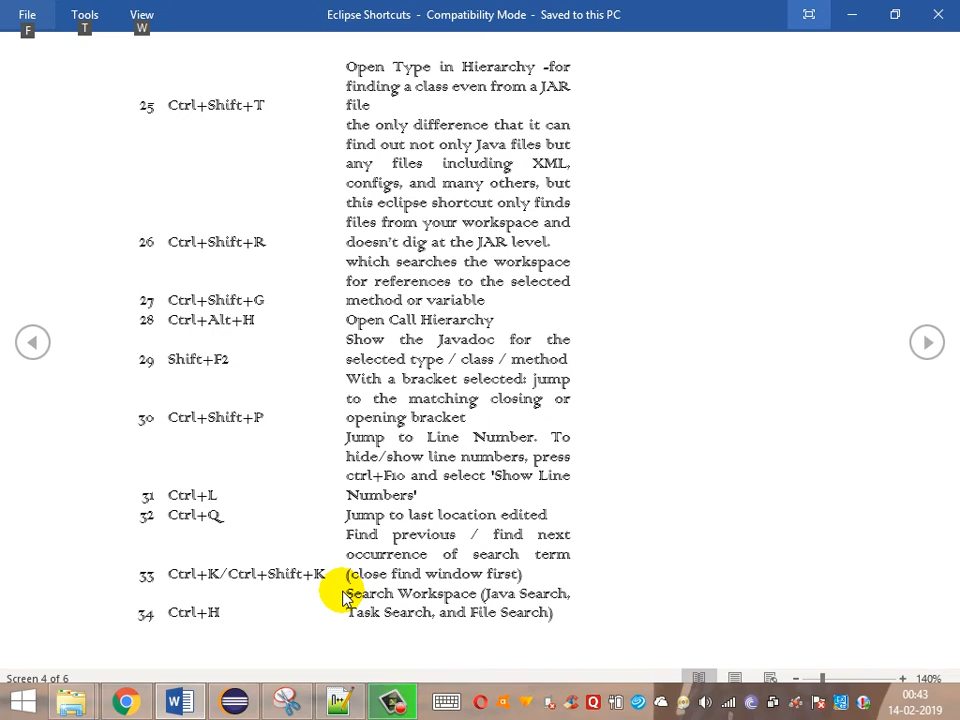 File Tools View Eclipse Shortcuts - Compatibility Mode - Saved to this PC
F T W
Open Type in Hierarchy -for
finding a class even from a JAR
25 Ctrl+Shift+T file
the only difference that it can
find out not only Java files but
any files including XML,
configs, and many others, but
this eclipse shortcut only finds
files from your workspace and
26 Ctrl+Shift+R doesn't dig at the JAR level.
which searches the workspace
for references to the selected
27 Ctrl+Shift+G method or variable
28 Ctrl+Alt+H Open Call Hierarchy
Show the Javadoc for the
29 Shift+F2 selected type / class / method
With a bracket selected: jump
to the matching closing or
30 Ctrl+Shift+P opening bracket
Jump to Line Number. To
hide/show line numbers, press
ctrl+F10 and select 'Show Line
31 Ctrl+L Numbers'
32 Ctrl+Q Jump to last location edited
Find previous / find next
occurrence of search term
33 Ctrl+K/Ctrl+Shift+K (close find window first)
Search Workspace (Java Search,
34 Ctrl+H Task Search, and File Search)
Screen 4 of 6 140%
00:43
14-02-2019